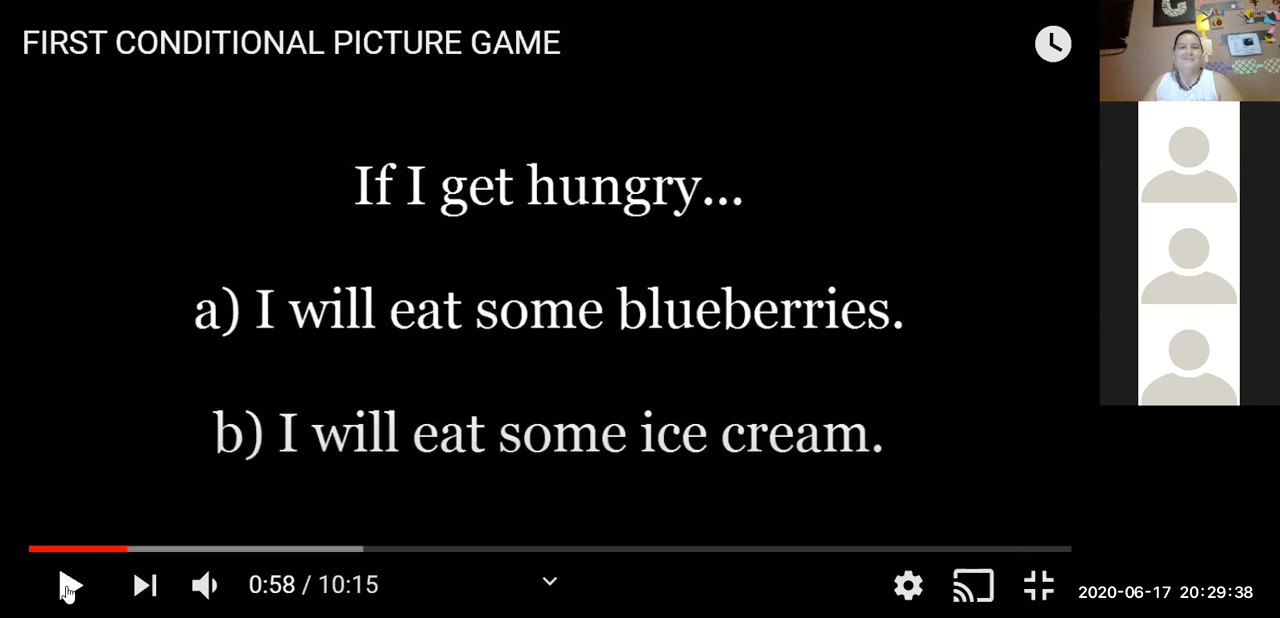 FIRST CONDITIONAL PICTURE GAME
If I get hungry...
a) I will eat some blueberries.
b) I will eat some ice cream.
0:58 / 10:15
2020-06-17 20:29:38